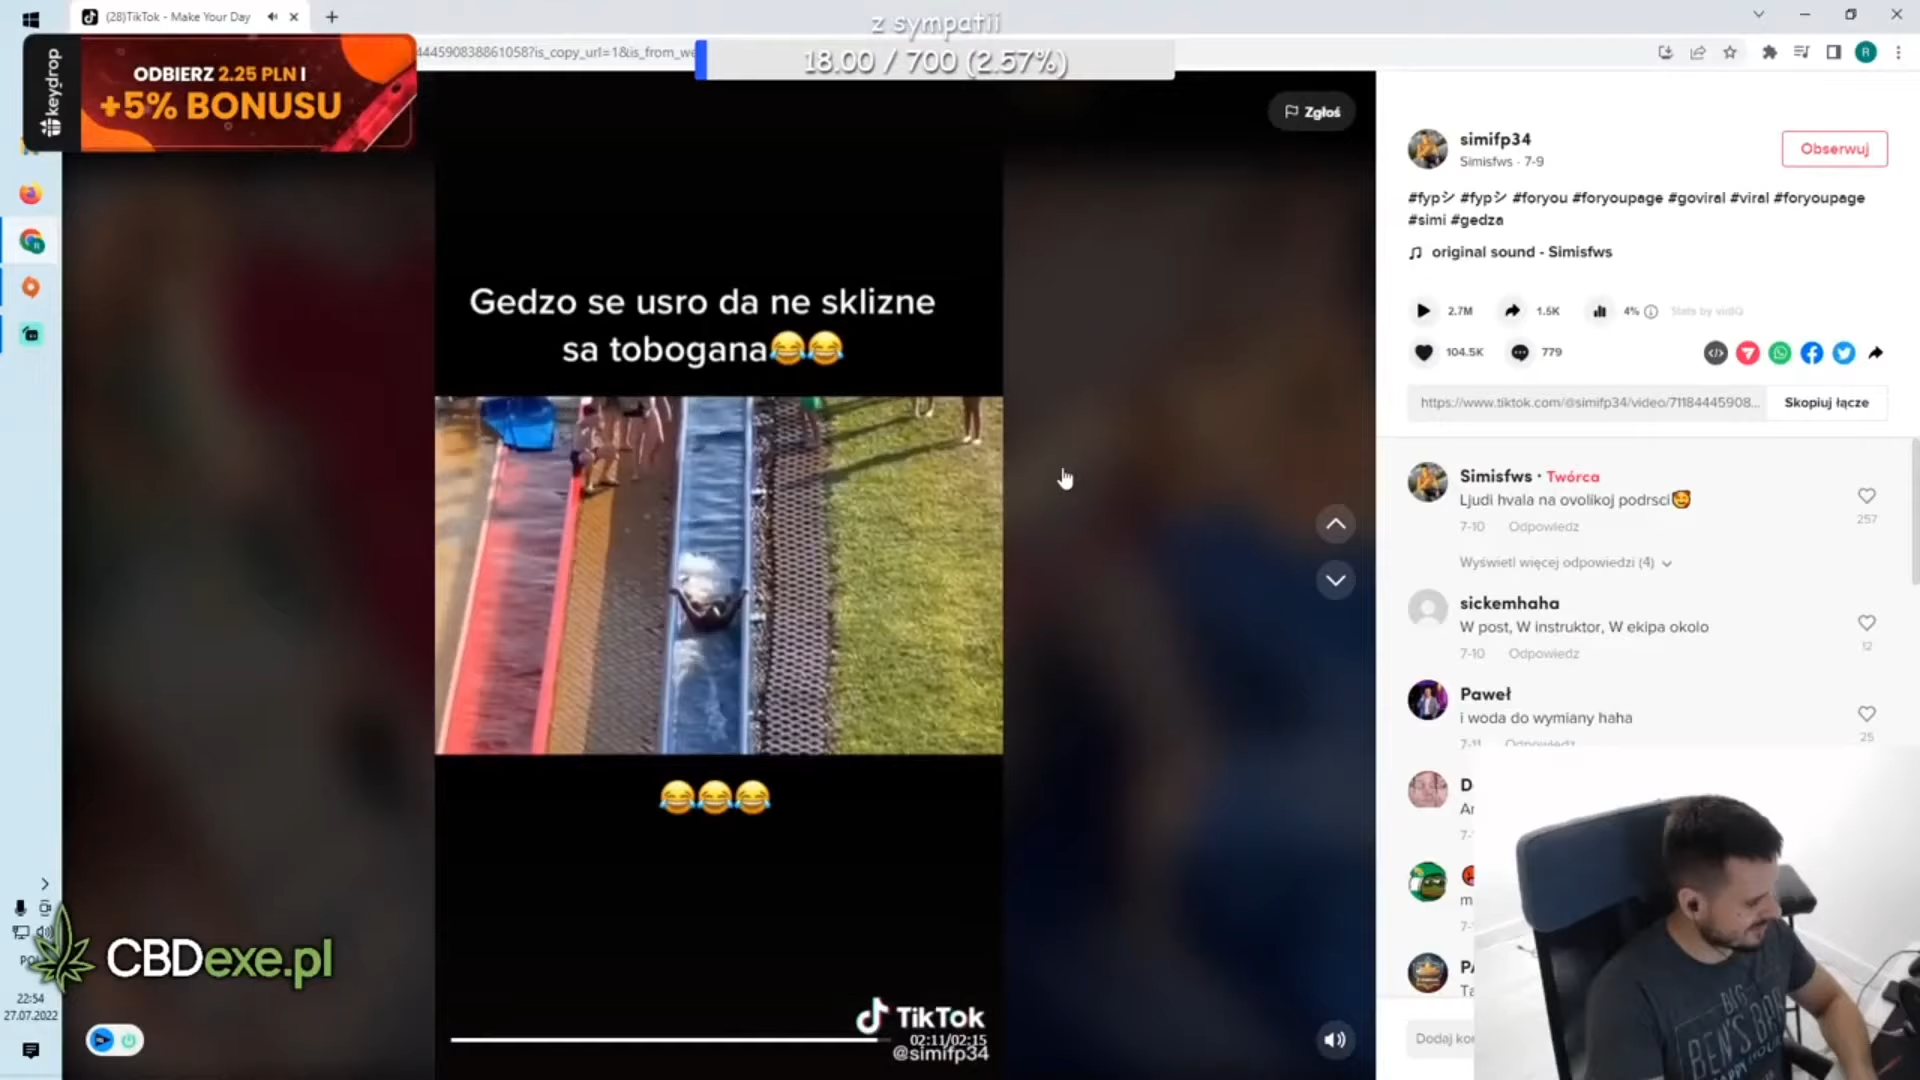 (28)TikTok - Make Your Day
z sympatii
18.00 / 700 (2.57%)
keydrop
ODBIERZ 2.25 PLN I
+5% BONUSU
Zgłoś
Gedzo se usro da ne sklizne
sa tobogana😂😂
😂😂😂
TikTok
02:11/02:15
@simifp34
simifp34
Simisfws · 7-9
Obserwuj
#fypシ #fypシ #foryou #foryoupage #goviral #viral #foryoupage
#simi #gedza
original sound - Simisfws
2.7M
1.5K
4%
Stats by vidIQ
104.5K
779
https://www.tiktok.com/@simifp34/video/71184445908...
Skopiuj łącze
Simisfws · Twórca
Ljudi hvala na ovolikoj podrsci🥰
7-10 Odpowiedz
257
Wyświetl więcej odpowiedzi (4)
sickemhaha
W post, W instruktor, W ekipa okolo
7-10 Odpowiedz
12
Paweł
i woda do wymiany haha
7-11 Odpowiedz
25
Dodaj
CBDexe.pl
22:54
27.07.2022
BIG
BEN'S